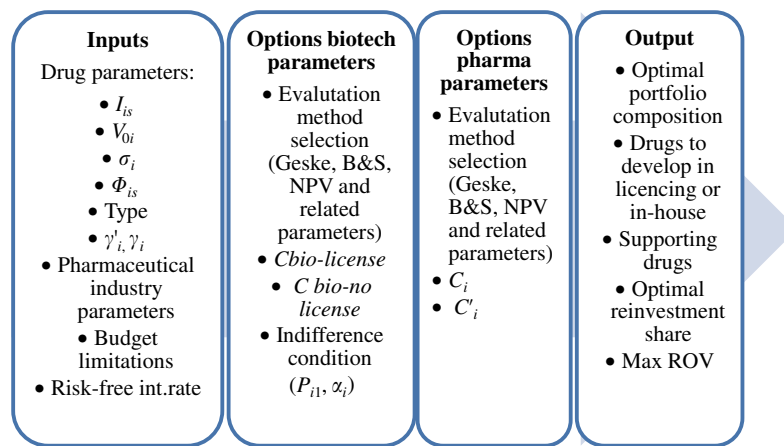 Inputs
Drug parameters:
• I_is
• V_0i
• σ_i
• Φ_is
• Type
• γ'_i, γ_i
• Pharmaceutical
industry
parameters
• Budget
limitations
• Risk-free int.rate
Options biotech
parameters
• Evalutation
method
selection
(Geske, B&S,
NPV and
related
parameters)
• Cbio-license
• C bio-no
license
• Indifference
condition
(P_i1, α_i)
Options
pharma
parameters
• Evalutation
method
selection
(Geske,
B&S, NPV
and related
parameters)
• C_i
• C'_i
Output
• Optimal
portfolio
composition
• Drugs to
develop in
licencing or
in-house
• Supporting
drugs
• Optimal
reinvestment
share
• Max ROV